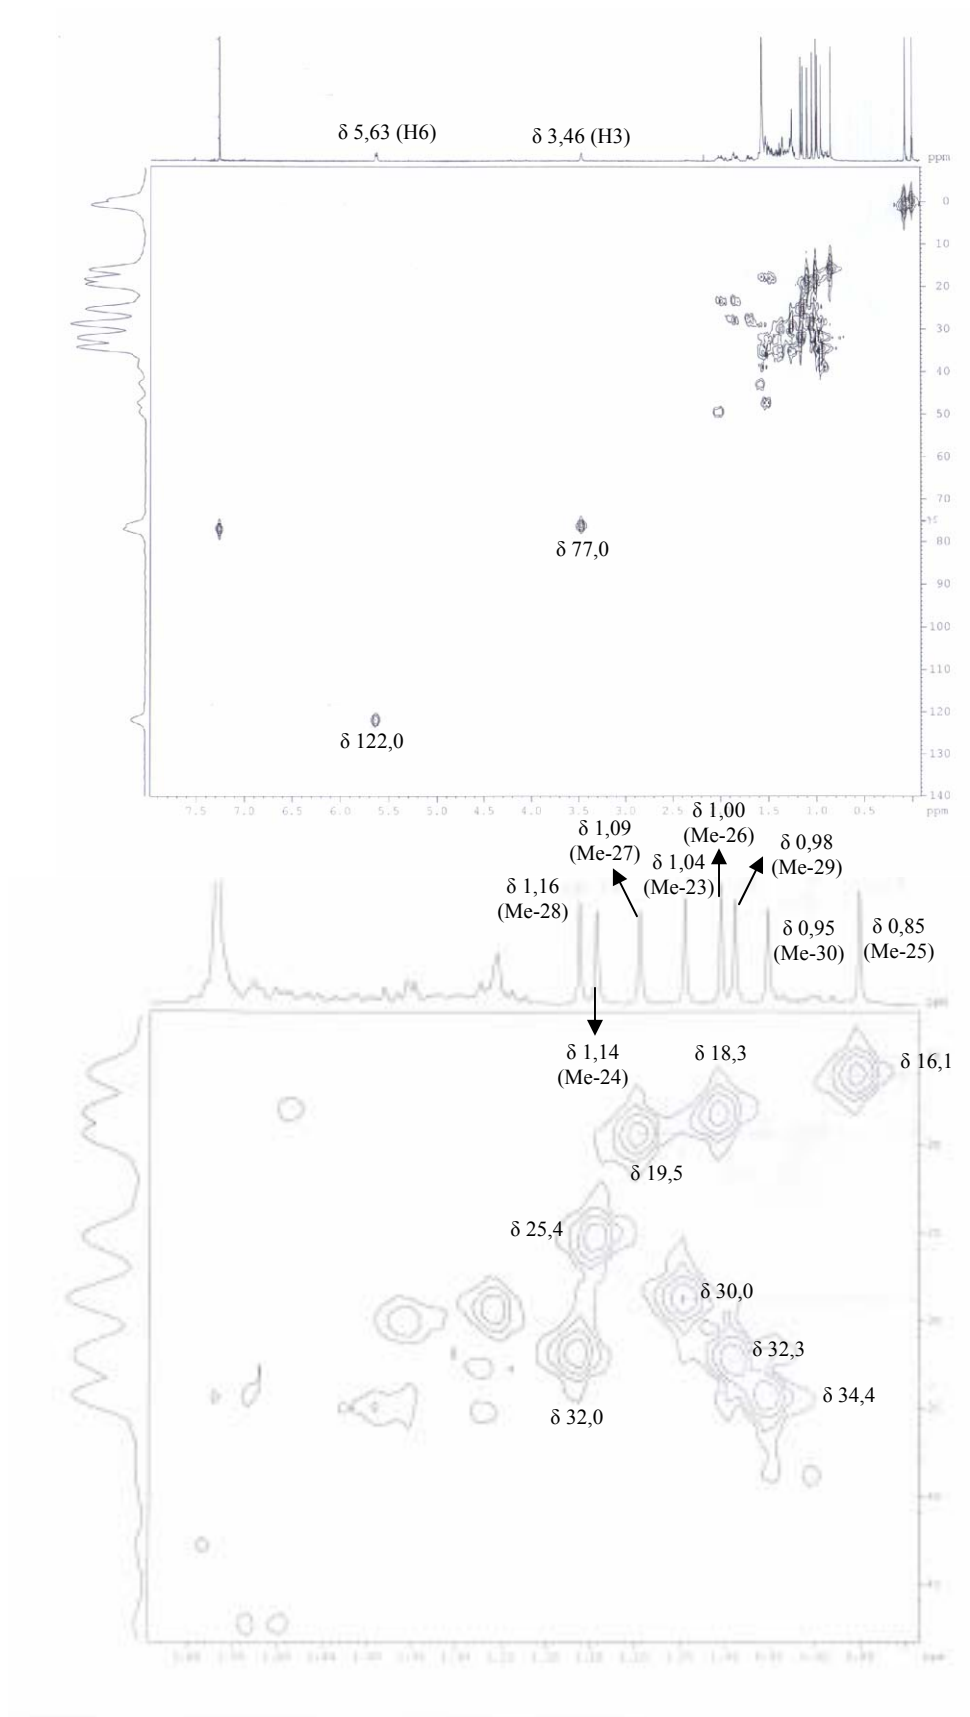 δ 5,63 (H6)
δ 3,46 (H3)
ppm
0
10
20
30
40
50
60
70
80
90
100
110
120
130
140
δ 77,0
δ 122,0
7.5 7.0 6.5 6.0 5.5 5.0 4.5 4.0 3.5 3.0 2.5 2.0 1.5 1.0 0.5 ppm
δ 1,00
(Me-26)
δ 1,09
(Me-27)
δ 0,98
(Me-29)
δ 1,04
(Me-23)
δ 1,16
(Me-28)
δ 0,95
(Me-30)
δ 0,85
(Me-25)
δ 1,14
(Me-24)
δ 18,3
δ 16,1
δ 19,5
δ 25,4
δ 30,0
δ 32,3
δ 34,4
δ 32,0